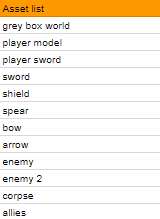 Asset list
grey box world
player model
player sword
sword
shield
spear
bow
arrow
enemy
enemy 2
corpse
allies